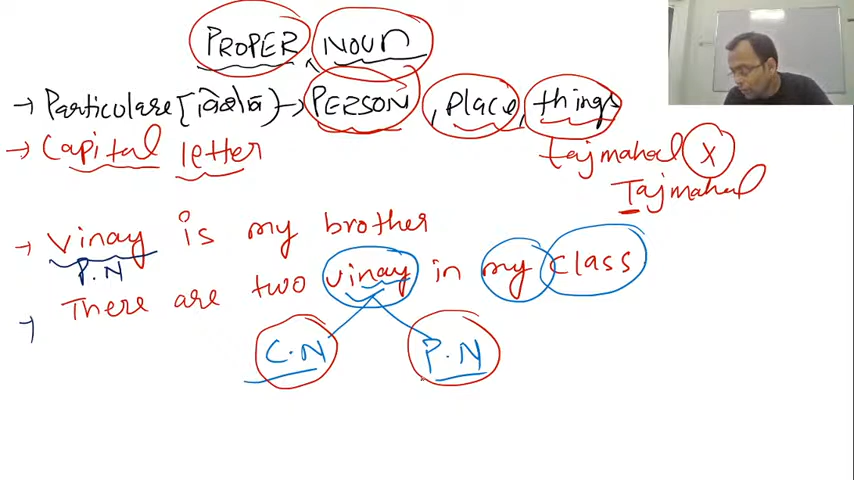 PROPER NOUN
→ Particulare [ ) → PERSON, place, things
→ Capital letter
tajmahal X
Tajmahal
→ Vinay is my brother
P.N
→ There are two vinay in my class
C.N P.N